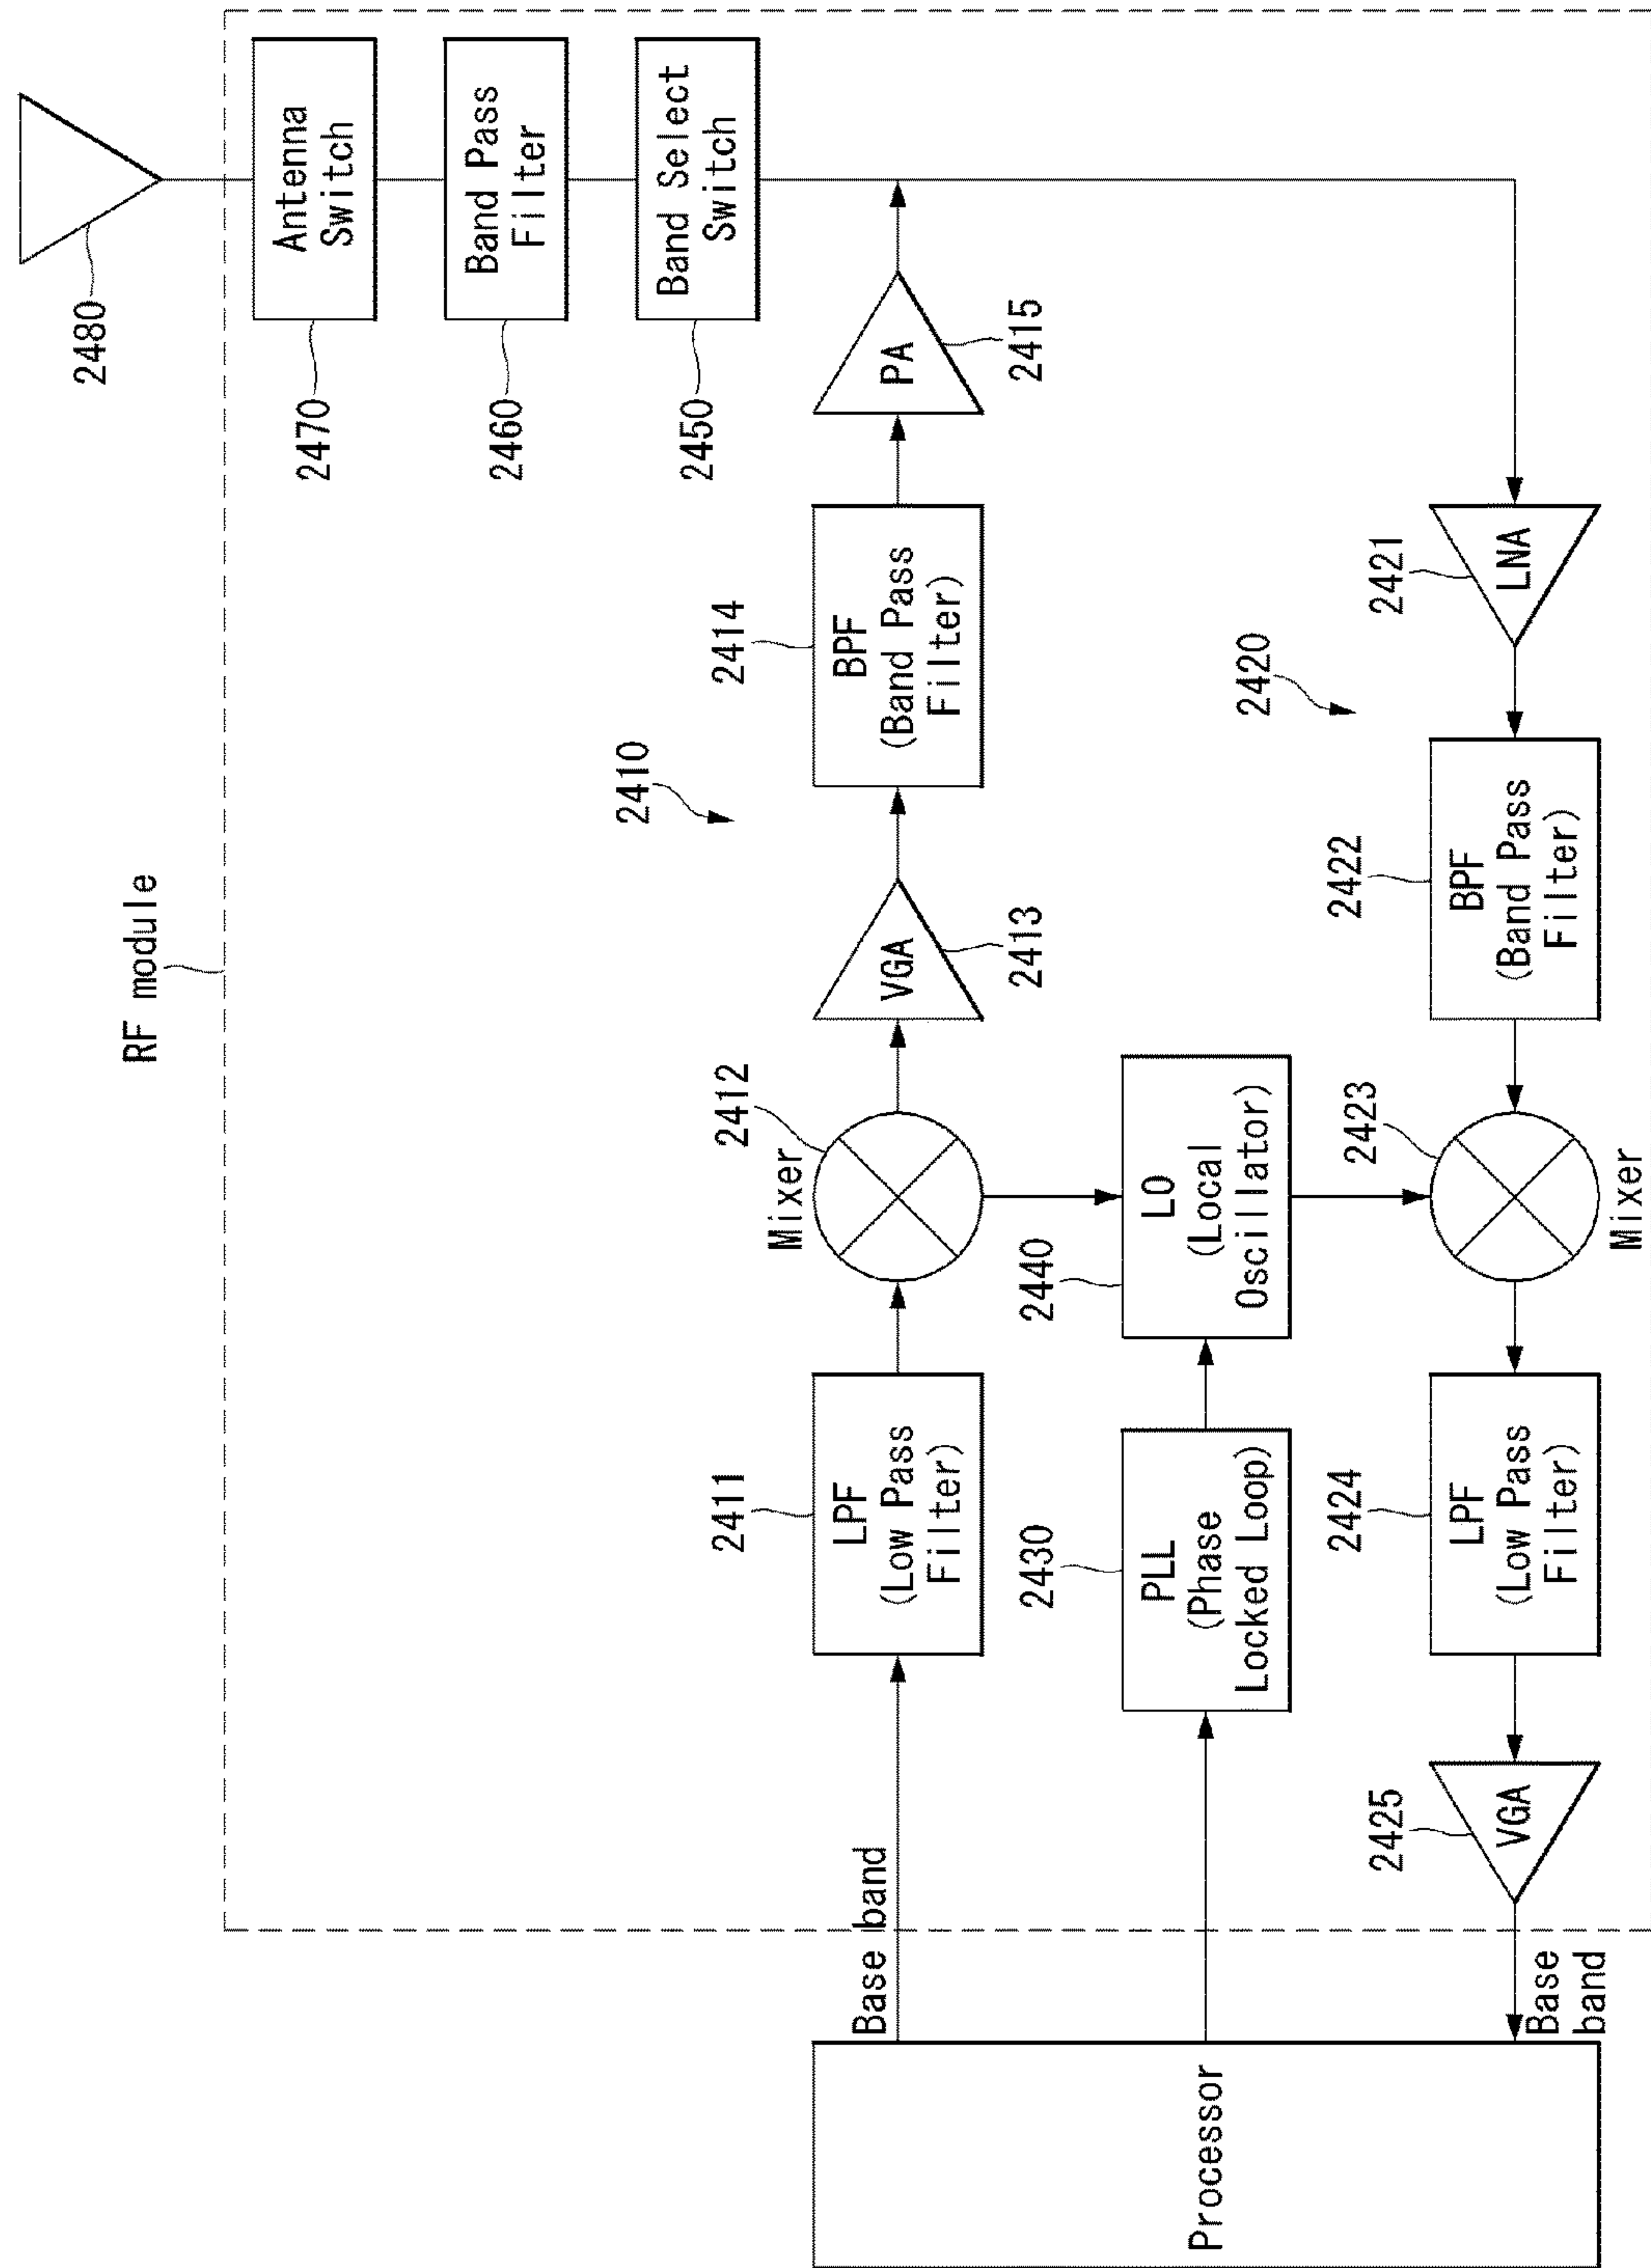 RF module
2480
Antenna
Switch
2470
Band Pass
Filter
2460
Band Select
Switch
2450
2410
Base band
LPF
(Low Pass
Filter)
2411
Mixer
2412
VGA
2413
BPF
(Band Pass
Filter)
2414
PA
2415
Processor
PLL
(Phase
Locked Loop)
2430
LO
(Local
Oscillator)
2440
2420
LNA
2421
BPF
(Band Pass
Filter)
2422
2423
Mixer
LPF
(Low Pass
Filter)
2424
VGA
2425
Base
band